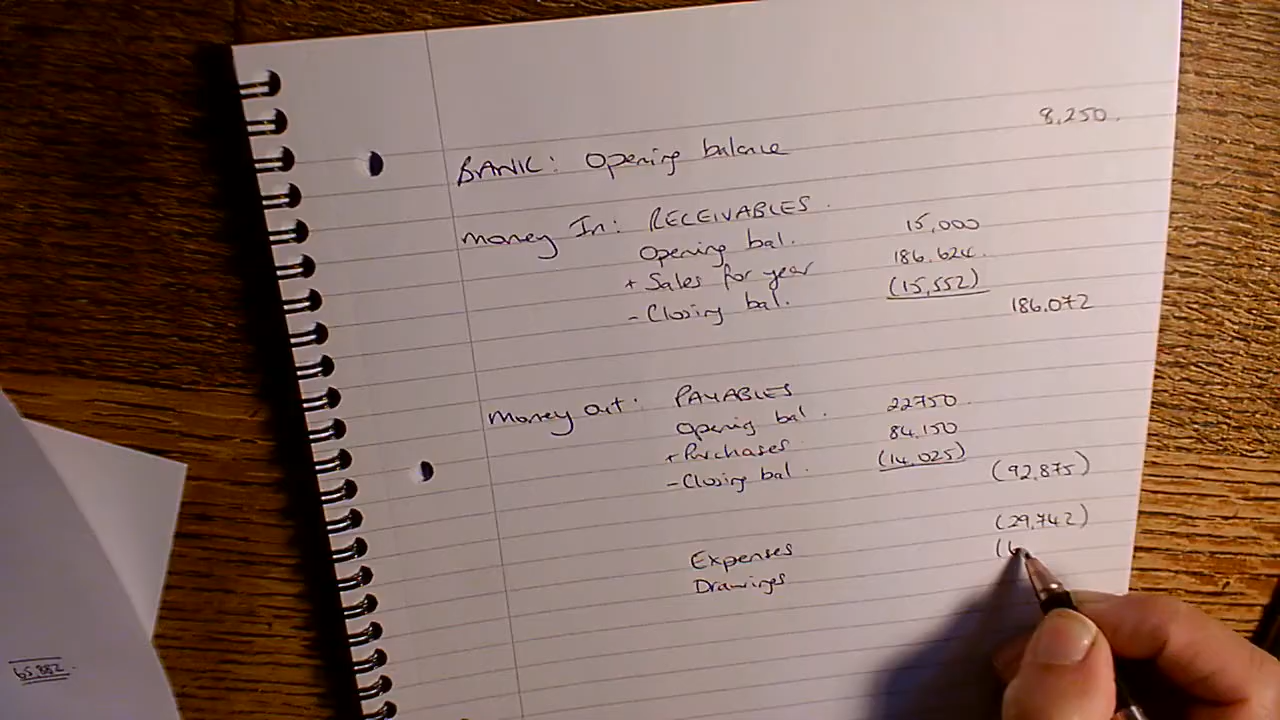 8,250.
BANK: Opening balance
Money In: RECEIVABLES.
Opening bal. 15,000
+ Sales for year 186,624.
- Closing bal. (15,552)
186,072
Money out: PAYABLES
Opening bal. 22750.
+ Purchases 84,150
- Closing bal. (14,025)
(92,875)
Expenses (29,742)
Drawings (6
65,882.